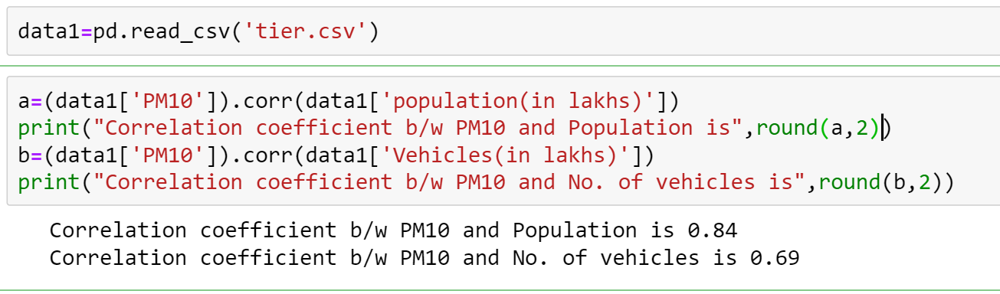 data1=pd.read_csv('tier.csv')
a=(data1['PM10']).corr(data1['population(in lakhs)'])
print("Correlation coefficient b/w PM10 and Population is",round(a,2))
b=(data1['PM10']).corr(data1['Vehicles(in lakhs)'])
print("Correlation coefficient b/w PM10 and No. of vehicles is",round(b,2))
Correlation coefficient b/w PM10 and Population is 0.84
Correlation coefficient b/w PM10 and No. of vehicles is 0.69